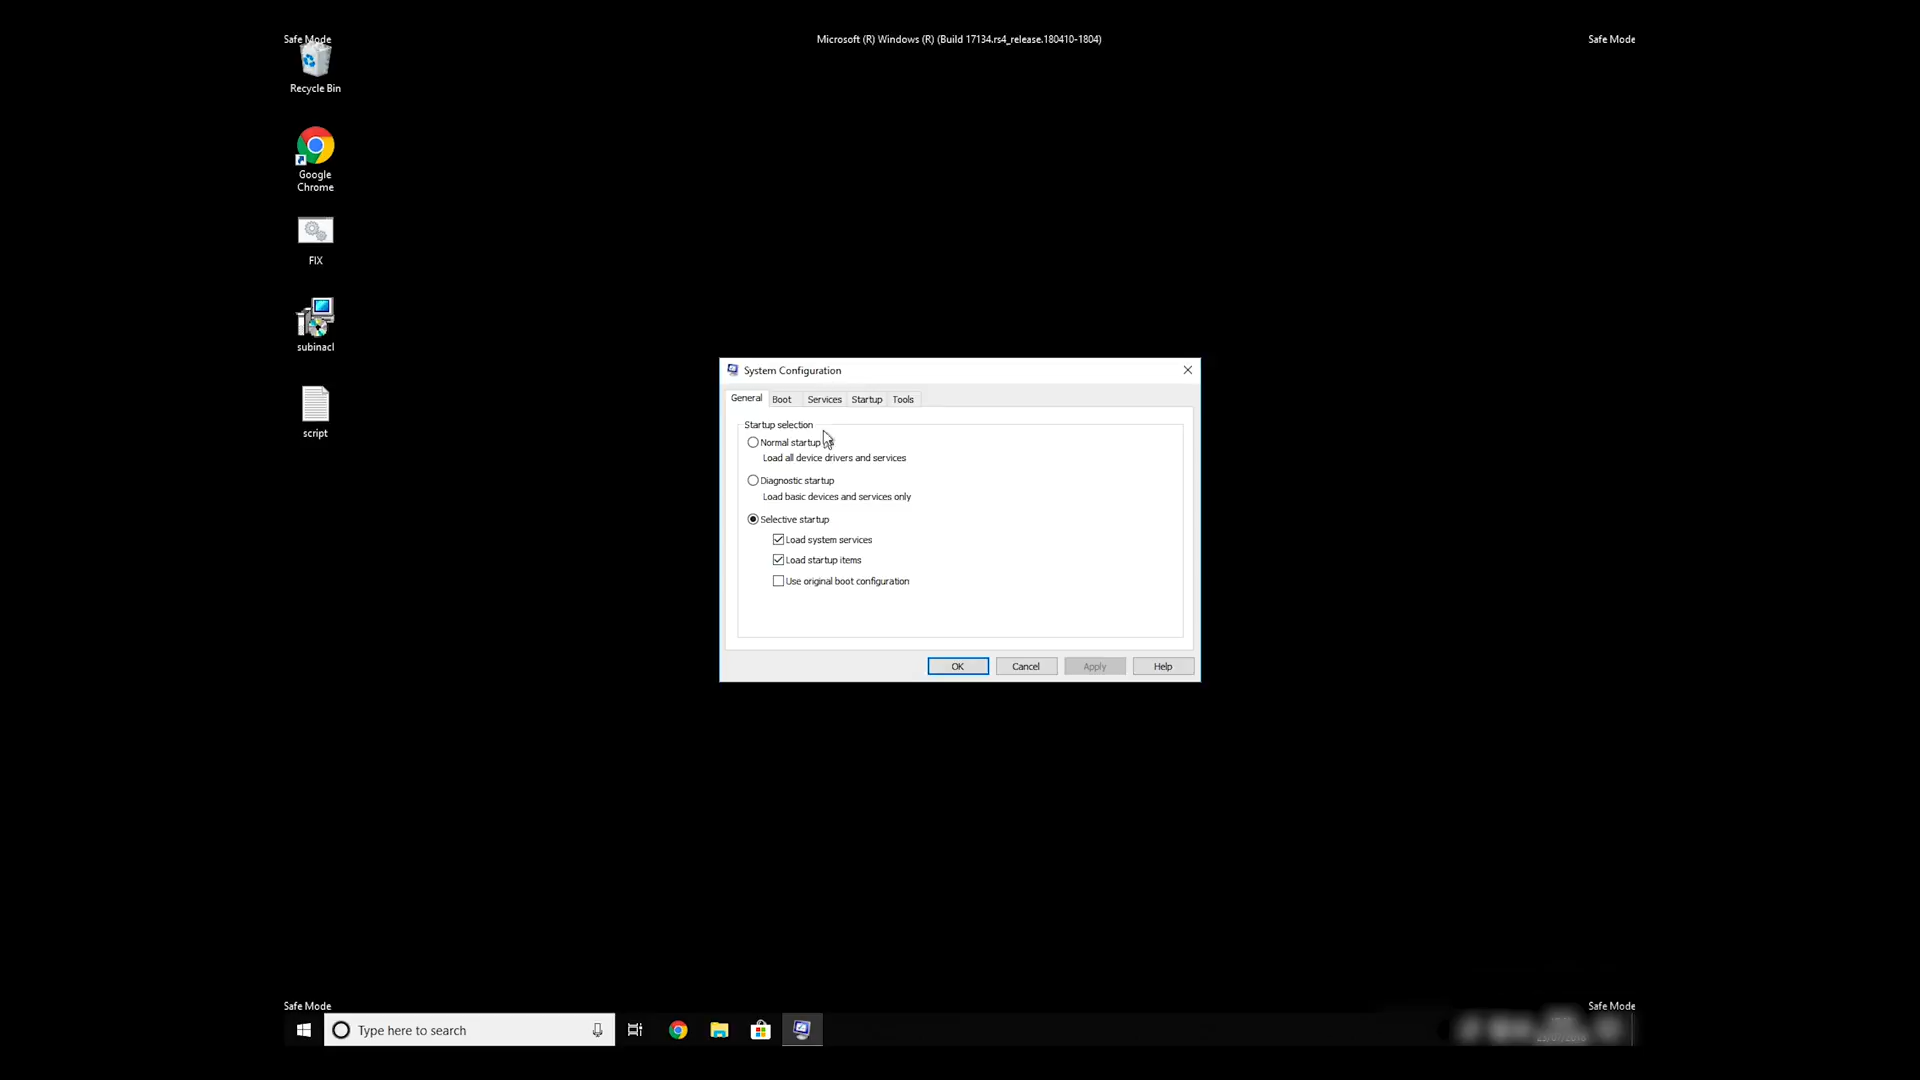 Safe Mode
Microsoft (R) Windows (R) (Build 17134.rs4_release.180410-1804)
Safe Mode
Recycle Bin
Google
Chrome
FIX
subinacl
script
System Configuration
General Boot Services Startup Tools
Startup selection
Normal startup
Load all device drivers and services
Diagnostic startup
Load basic devices and services only
Selective startup
Load system services
Load startup items
Use original boot configuration
OK Cancel Apply Help
Safe Mode
Safe Mode
Type here to search